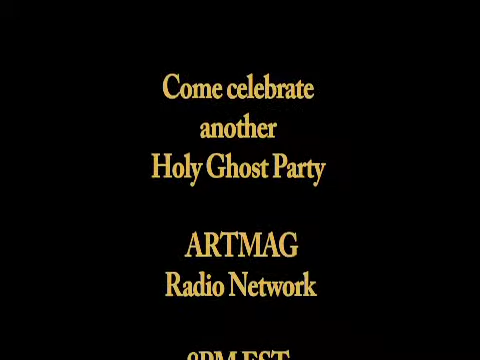 Come celebrate
another
Holy Ghost Party
ARTMAG
Radio Network